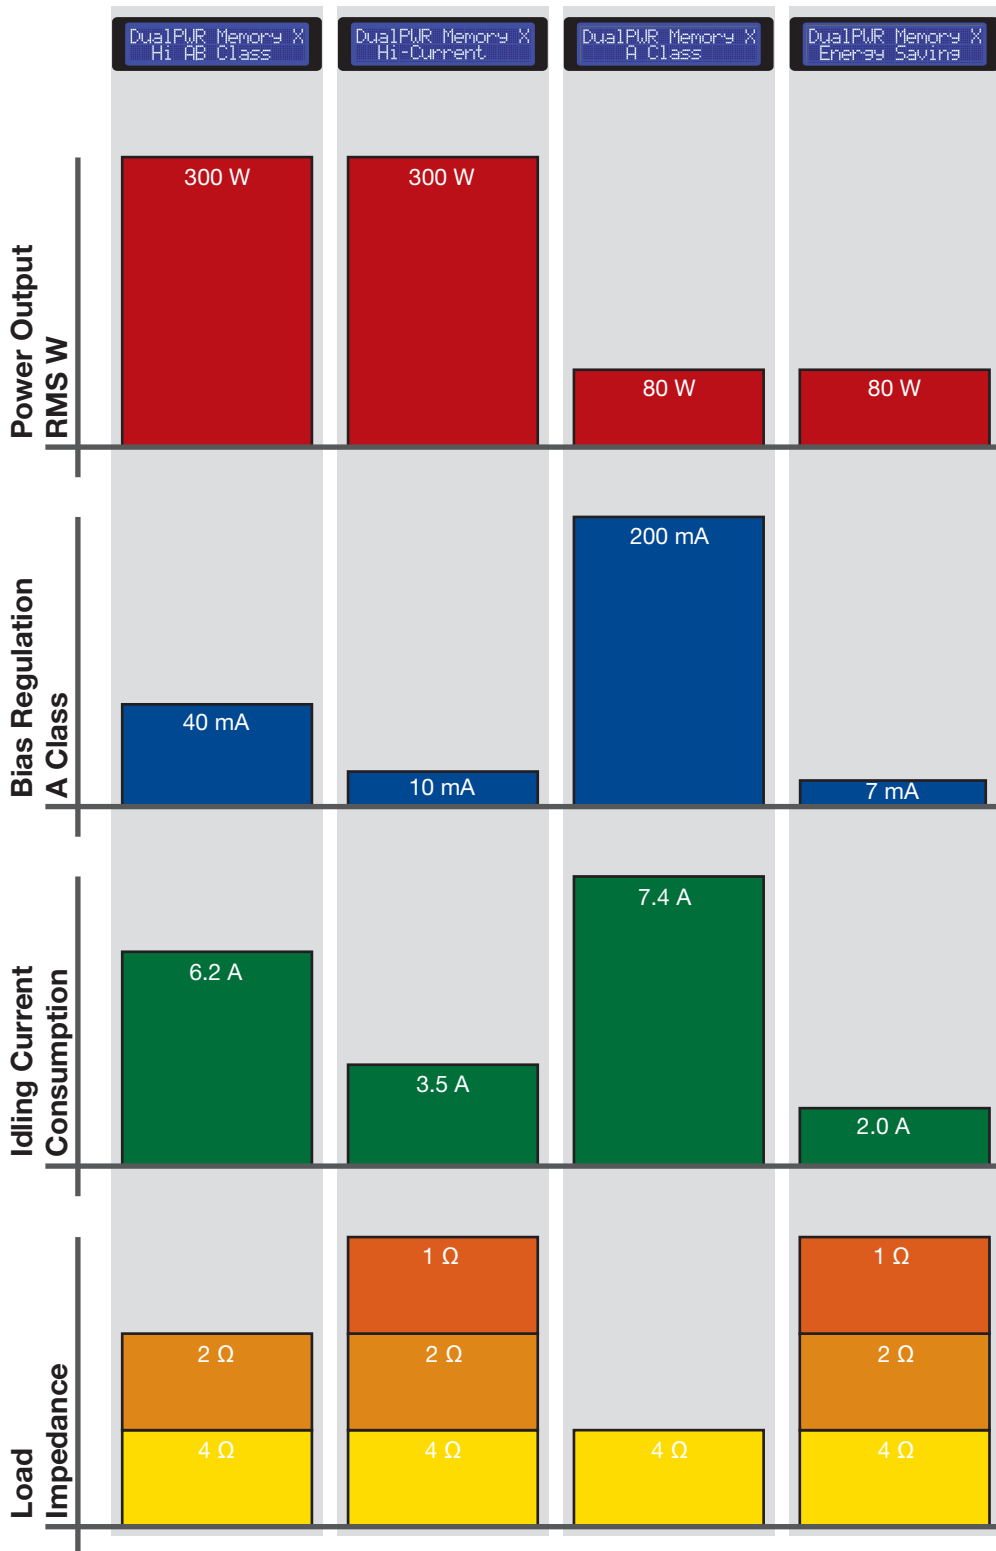 DualPWR Memory X
Hi AB Class
DualPWR Memory X
Hi-Current
DualPWR Memory X
A Class
DualPWR Memory X
Energy Saving
Power Output
RMS W
300 W
300 W
80 W
80 W
Bias Regulation
A Class
40 mA
10 mA
200 mA
7 mA
Idling Current
Consumption
6.2 A
3.5 A
7.4 A
2.0 A
Load
Impedance
2 Ω
4 Ω
1 Ω
2 Ω
4 Ω
4 Ω
1 Ω
2 Ω
4 Ω